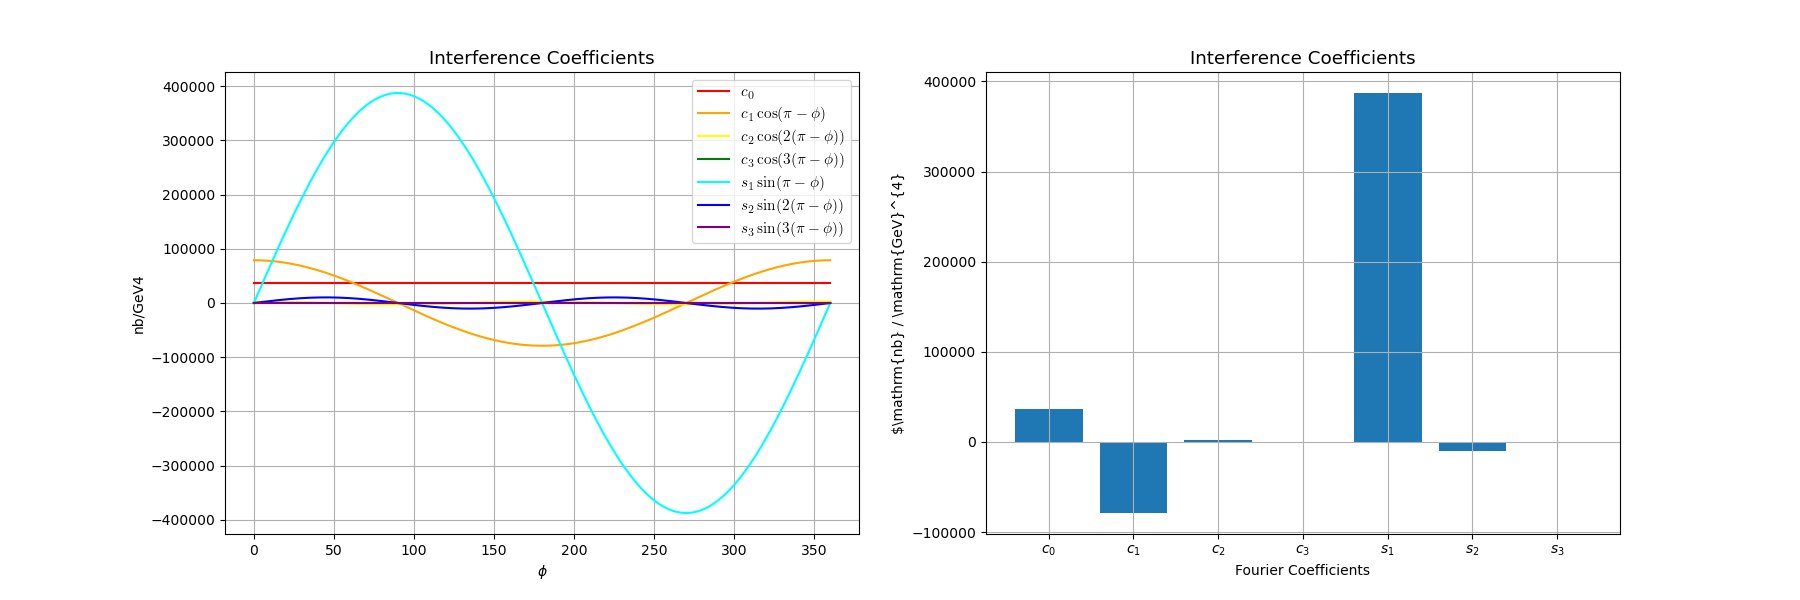 Interference Coefficients
400000
300000
200000
100000
0
−100000
−200000
−300000
−400000
nb/GeV4
0 50 100 150 200 250 300 350
ϕ
c₀
c₁ cos(π − ϕ)
c₂ cos(2(π − ϕ))
c₃ cos(3(π − ϕ))
s₁ sin(π − ϕ)
s₂ sin(2(π − ϕ))
s₃ sin(3(π − ϕ))
Interference Coefficients
400000
300000
200000
100000
0
−100000
$\mathrm{nb} / \mathrm{GeV}^{4}
c₀ c₁ c₂ c₃ s₁ s₂ s₃
Fourier Coefficients